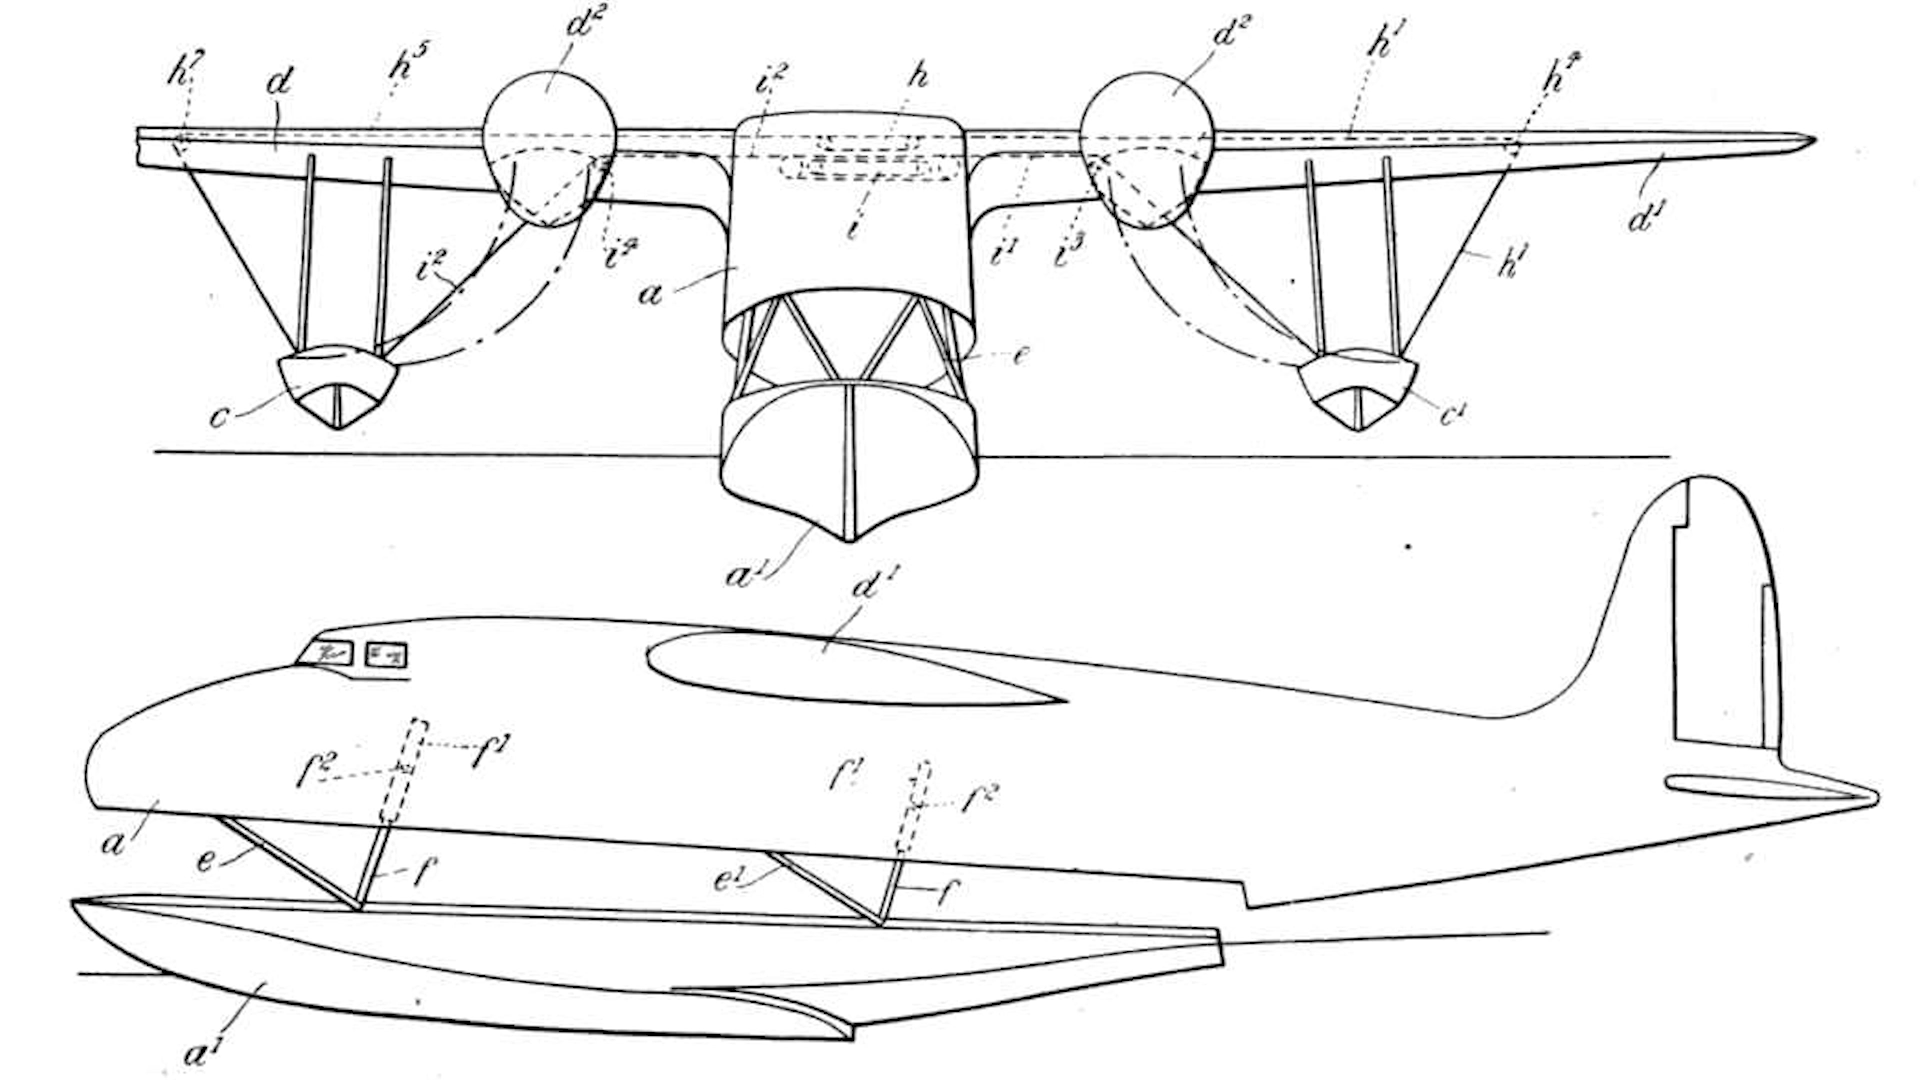 d² d²
h⁷ d h⁵ i² h h¹ h⁴
i² i⁴ a i i¹ i³ h¹ d¹
e
c c¹
a¹
d¹
f² f¹ f¹ f²
a e f e¹ f
a¹